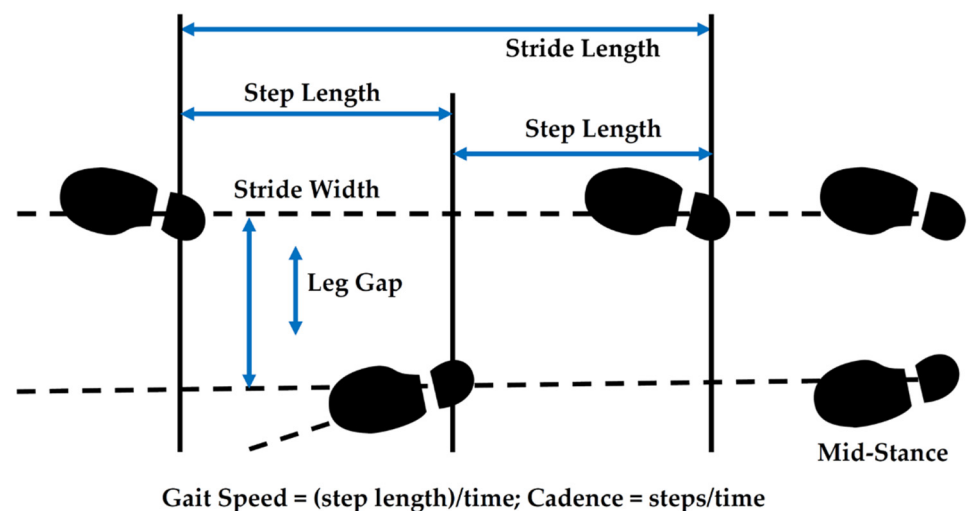 Stride Length
Step Length
Step Length
Stride Width
Leg Gap
Mid-Stance
Gait Speed = (step length)/time; Cadence = steps/time